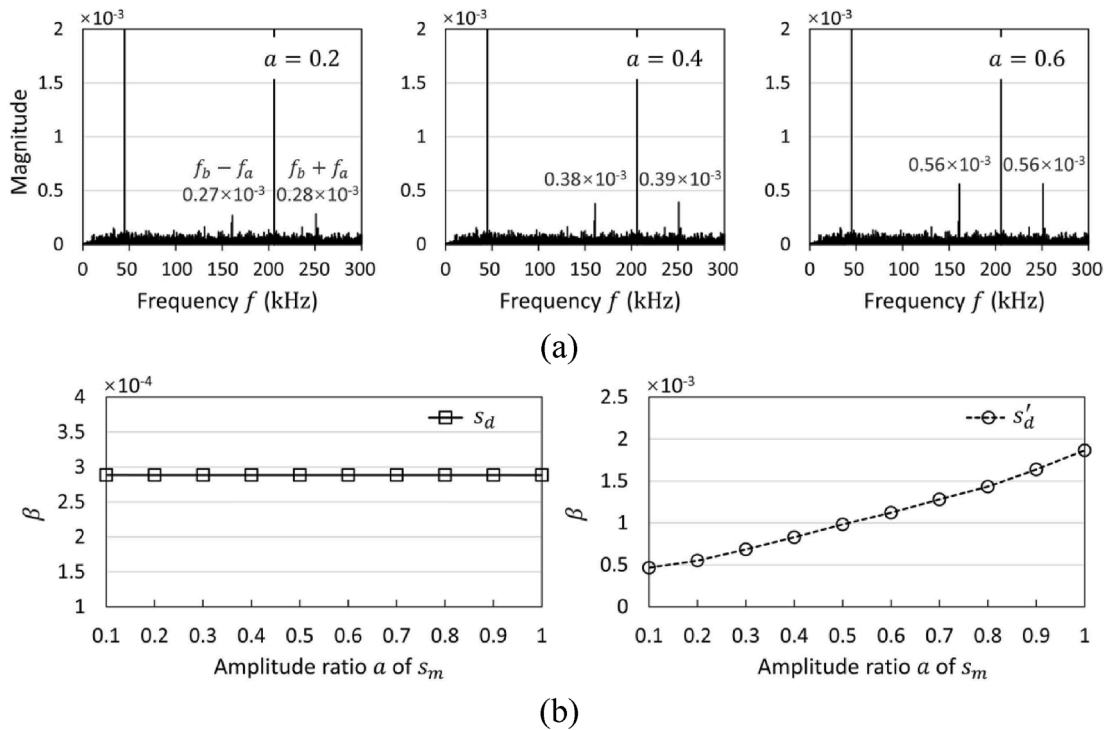 ×10⁻³ ×10⁻³ ×10⁻³
2 2 2
a = 0.2 a = 0.4 a = 0.6
1.5 1.5 1.5
Magnitude
1 1 1
f_b − f_a f_b + f_a
0.56×10⁻³ 0.56×10⁻³
0.38×10⁻³ 0.39×10⁻³
0.27×10⁻³ 0.28×10⁻³
0.5 0.5 0.5
0 0 0
0 50 100 150 200 250 300 0 50 100 150 200 250 300 0 50 100 150 200 250 300
Frequency f (kHz) Frequency f (kHz) Frequency f (kHz)
(a)
×10⁻⁴ ×10⁻³
4 2.5
s_d s′_d
3.5 2
3 1.5
β β
2.5
2 1
1.5 0.5
1 0
0.1 0.2 0.3 0.4 0.5 0.6 0.7 0.8 0.9 1 0.1 0.2 0.3 0.4 0.5 0.6 0.7 0.8 0.9 1
Amplitude ratio a of s_m Amplitude ratio a of s_m
(b)